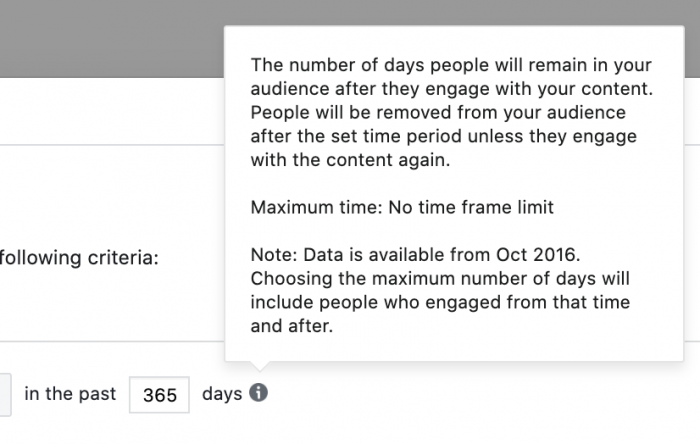 The number of days people will remain in your
audience after they engage with your content.
People will be removed from your audience
after the set time period unless they engage
with the content again.
Maximum time: No time frame limit
Note: Data is available from Oct 2016.
Choosing the maximum number of days will
include people who engaged from that time
and after.
following criteria:
in the past 365 days